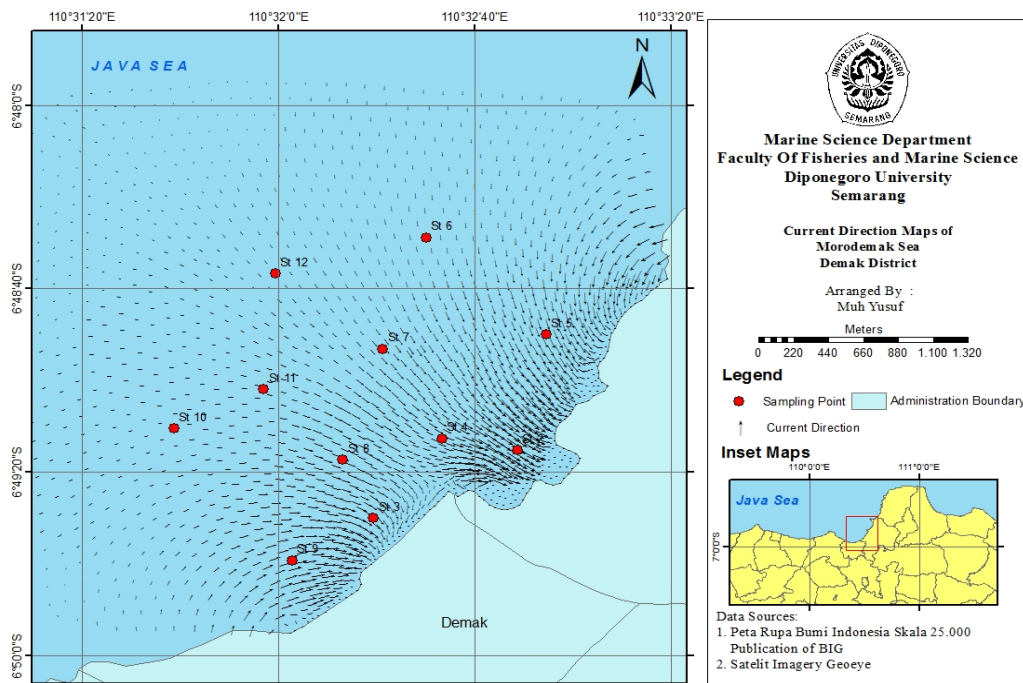 110°31'20"E
110°32'0"E
110°32'40"E
110°33'20"E
JAVA SEA
N
6°48'0"S
6°48'40"S
6°49'20"S
6°50'0"S
St 6
St 12
St 5
St 7
St 11
St 10
St 4
St 8
St 3
St 9
Demak
UNIVERSITAS DIPONEGORO
SEMARANG
Marine Science Department
Faculty Of Fisheries and Marine Science
Diponegoro University
Semarang
Current Direction Maps of
Morodemak Sea
Demak District
Arranged By :
Muh Yusuf
Meters
0 220 440 660 880 1.100 1.320
Legend
Sampling Point
Administration Boundary
Current Direction
Inset Maps
110°0'0"E
111°0'0"E
Java Sea
7°0'0"S
Data Sources:
1. Peta Rupa Bumi Indonesia Skala 25.000
Publication of BIG
2. Satelit Imagery Geoeye